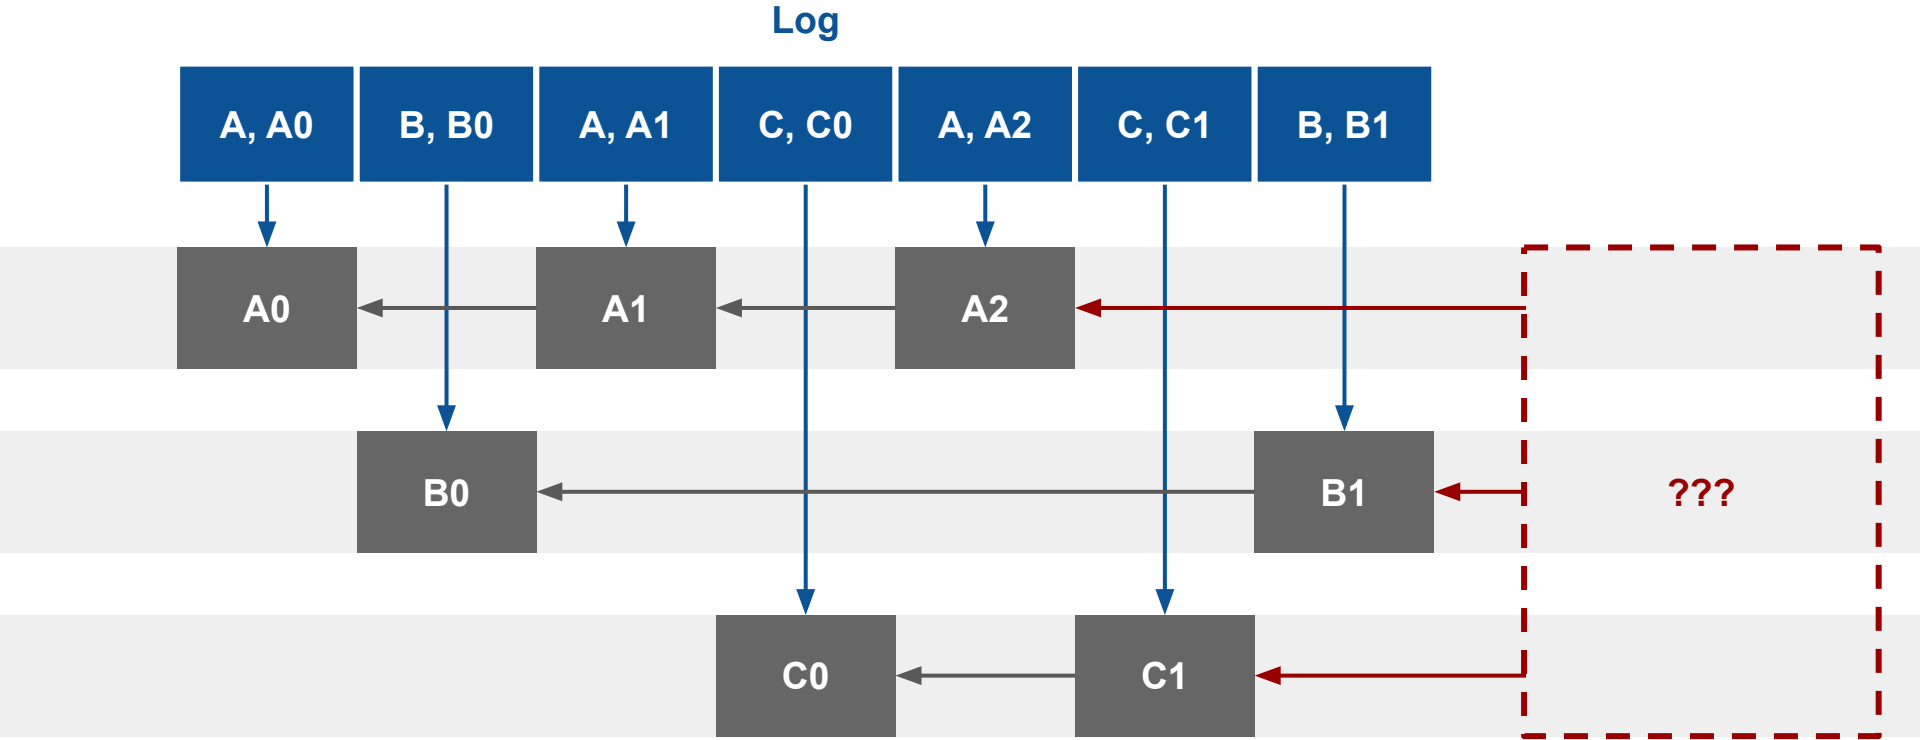 Log
A, A0
B, B0
A, A1
C, C0
A, A2
C, C1
B, B1
A0
A1
A2
B0
B1
???
C0
C1